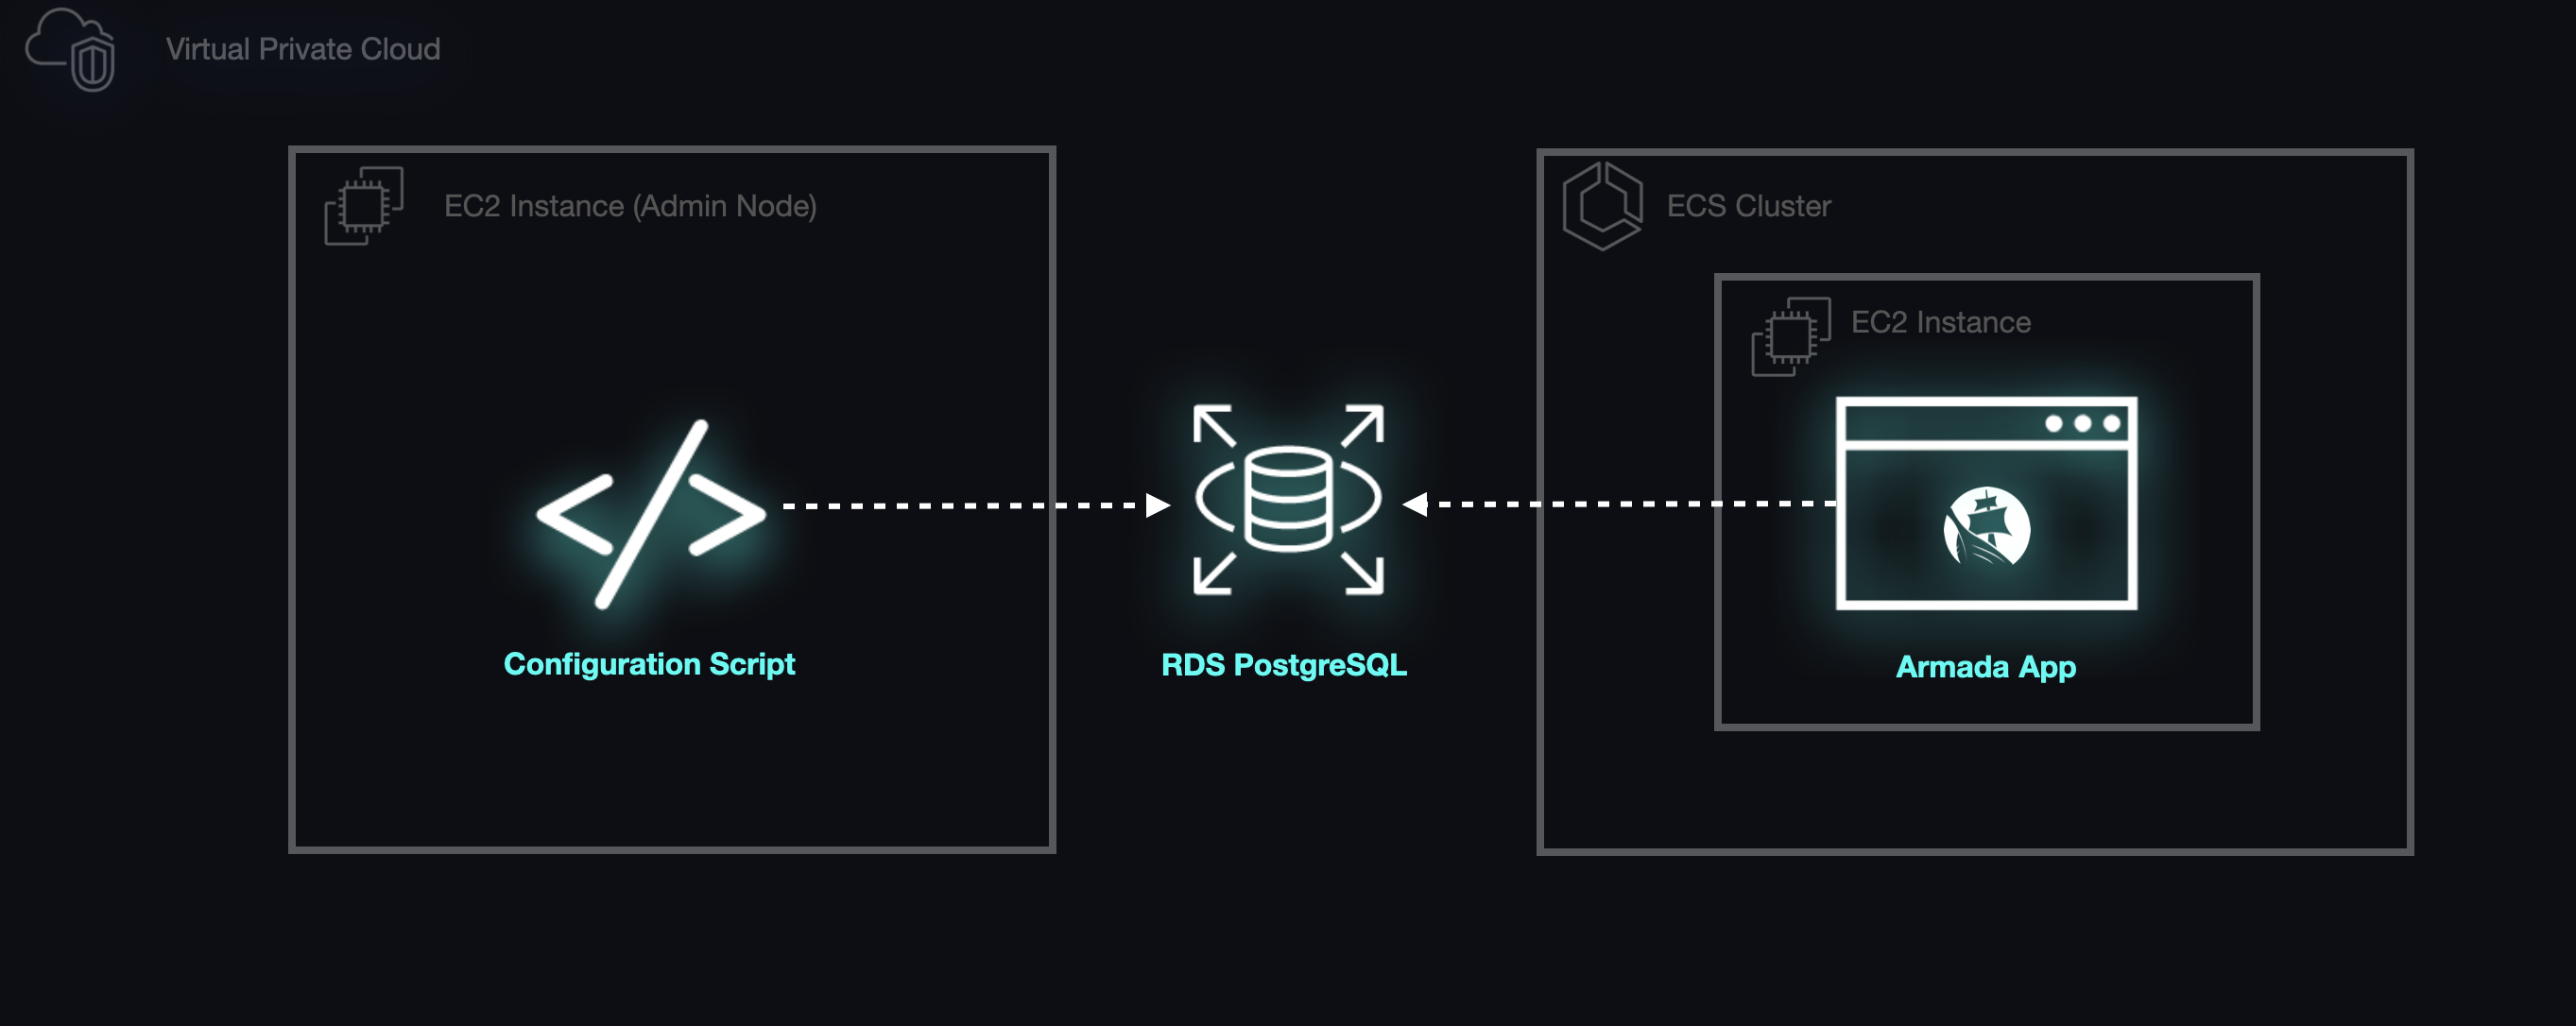 Virtual Private Cloud
EC2 Instance (Admin Node)
ECS Cluster
EC2 Instance
Configuration Script
RDS PostgreSQL
Armada App